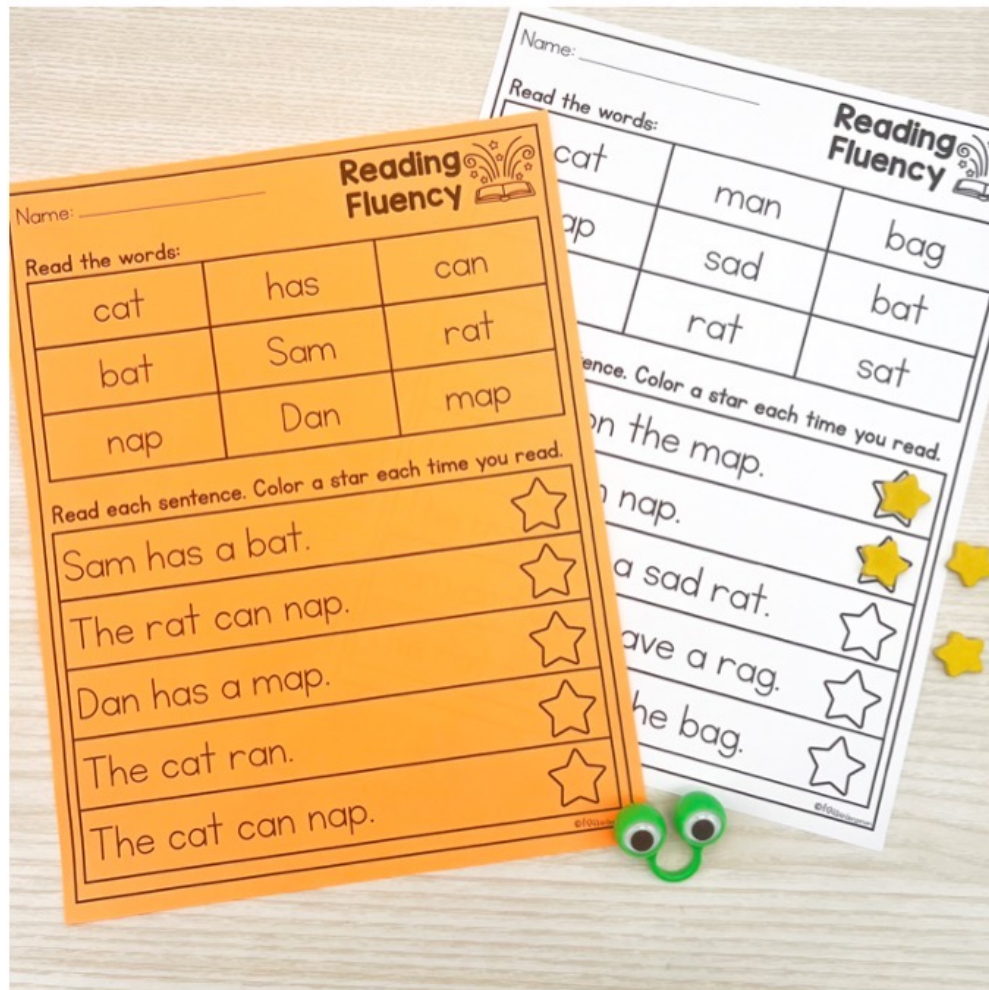 Name:
Reading
Fluency
Read the words:
cat has can
bat Sam rat
nap Dan map
Read each sentence. Color a star each time you read.
Sam has a bat.
The rat can nap.
Dan has a map.
The cat ran.
The cat can nap.
Name:
Reading
Fluency
Read the words:
cat man bag
sad bat
rat sat
Color a star each time you read.
on the map.
nap.
a sad rat.
a rag.
bag.